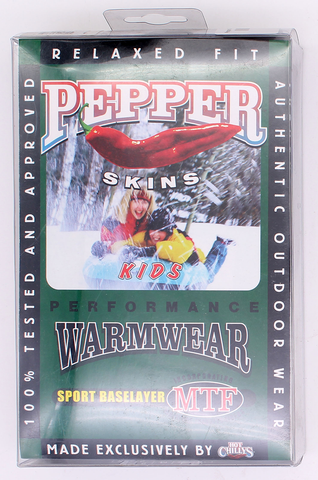 RELAXED FIT
PEPPER
SKINS
KIDS
PERFORMANCE
WARMWEAR
SPORT BASELAYER MTF
MADE EXCLUSIVELY BY HOT CHILLYS
100% TESTED AND APPROVED
AUTHENTIC OUTDOOR WEAR